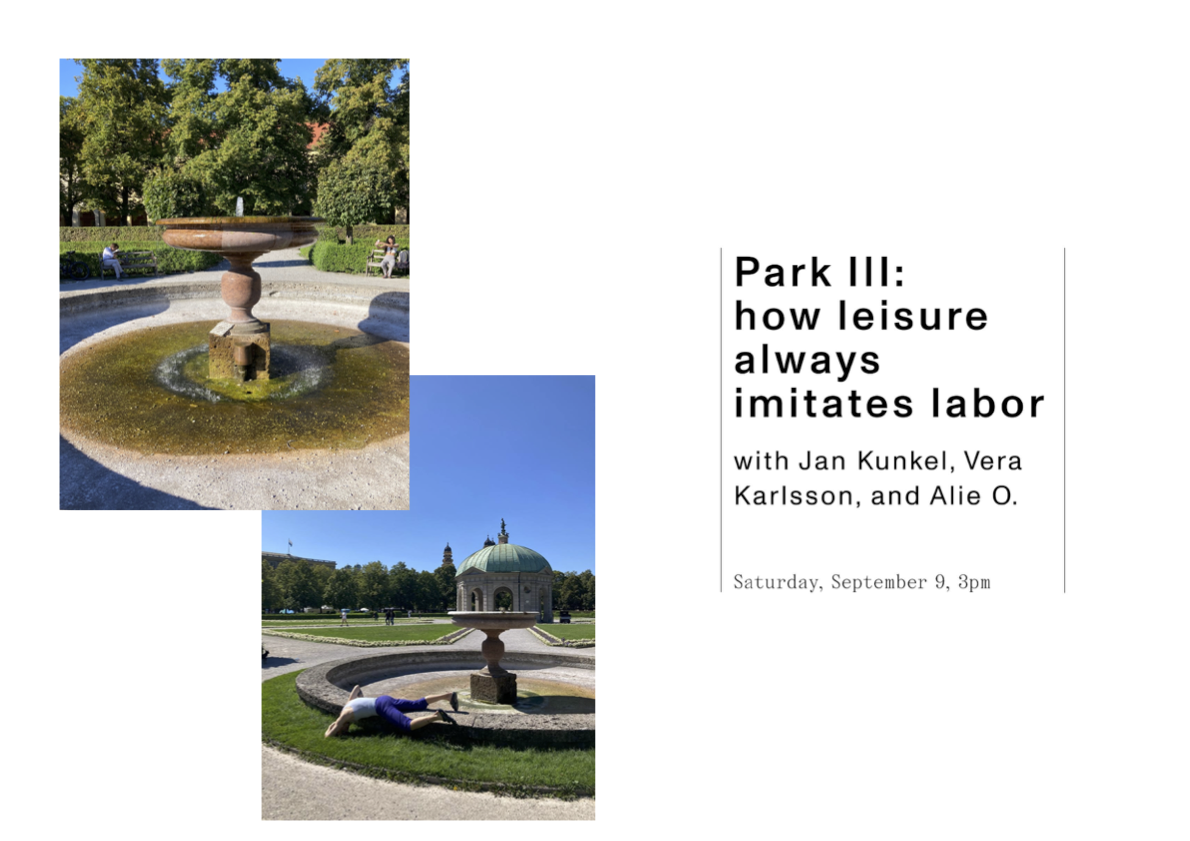 Park III:
how leisure
always
imitates labor
with Jan Kunkel, Vera
Karlsson, and Alie O.
Saturday, September 9, 3pm